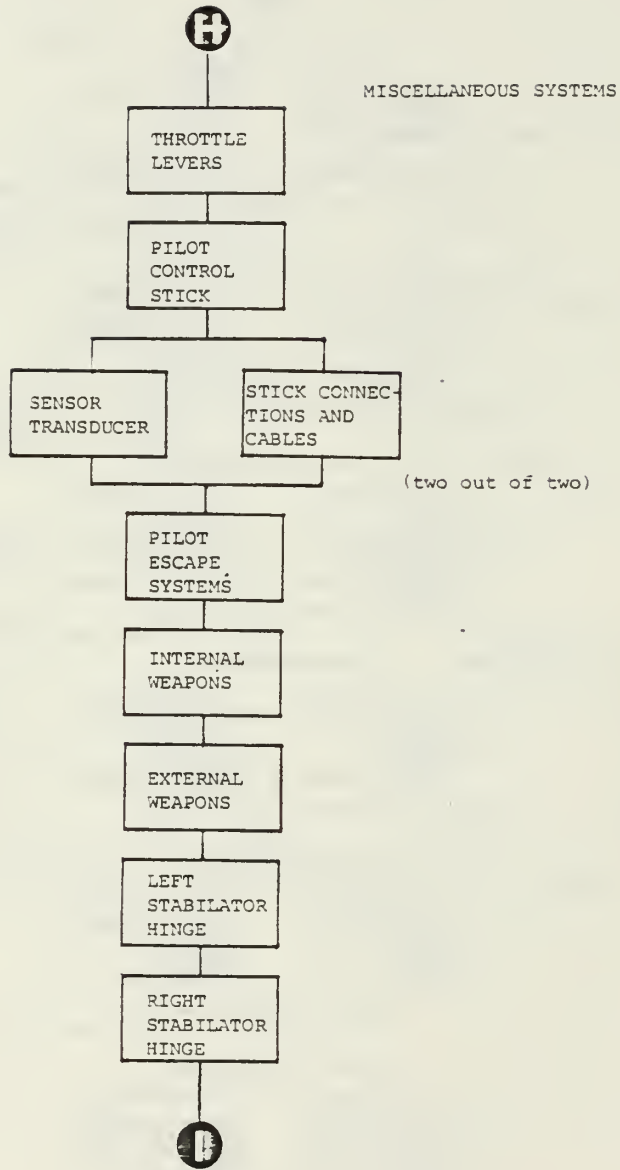 H
MISCELLANEOUS SYSTEMS
THROTTLE
LEVERS
PILOT
CONTROL
STICK
SENSOR
TRANSDUCER
STICK CONNEC-
TIONS AND
CABLES
(two out of two)
PILOT
ESCAPE
SYSTEMS
INTERNAL
WEAPONS
EXTERNAL
WEAPONS
LEFT
STABILATOR
HINGE
RIGHT
STABILATOR
HINGE